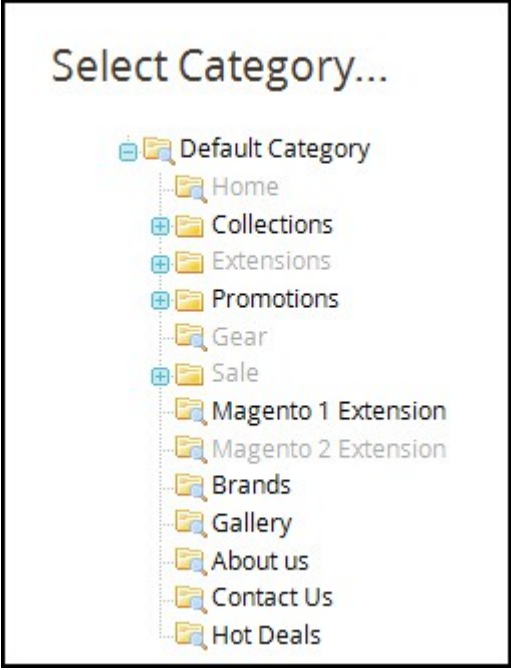 Select Category...
Default Category
Home
Collections
Extensions
Promotions
Gear
Sale
Magento 1 Extension
Magento 2 Extension
Brands
Gallery
About us
Contact Us
Hot Deals